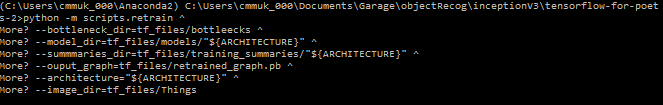 (C:\Users\cmmuk_000\Anaconda2) C:\Users\cmmuk_000\Documents\Garage\objectRecog\inceptionV3\tensorflow-for-poet
s-2>python -m scripts.retrain ^
More? --bottleneck_dir=tf_files/bottleecks ^
More? --model_dir=tf_files/models/"${ARCHITECTURE}" ^
More? --summmaries_dir=tf_files/training_summaries/"${ARCHITECTURE}" ^
More? --ouput_graph=tf_files/retrained_graph.pb ^
More? --architecture="${ARCHITECTURE}" ^
More? --image_dir=tf_files/Things